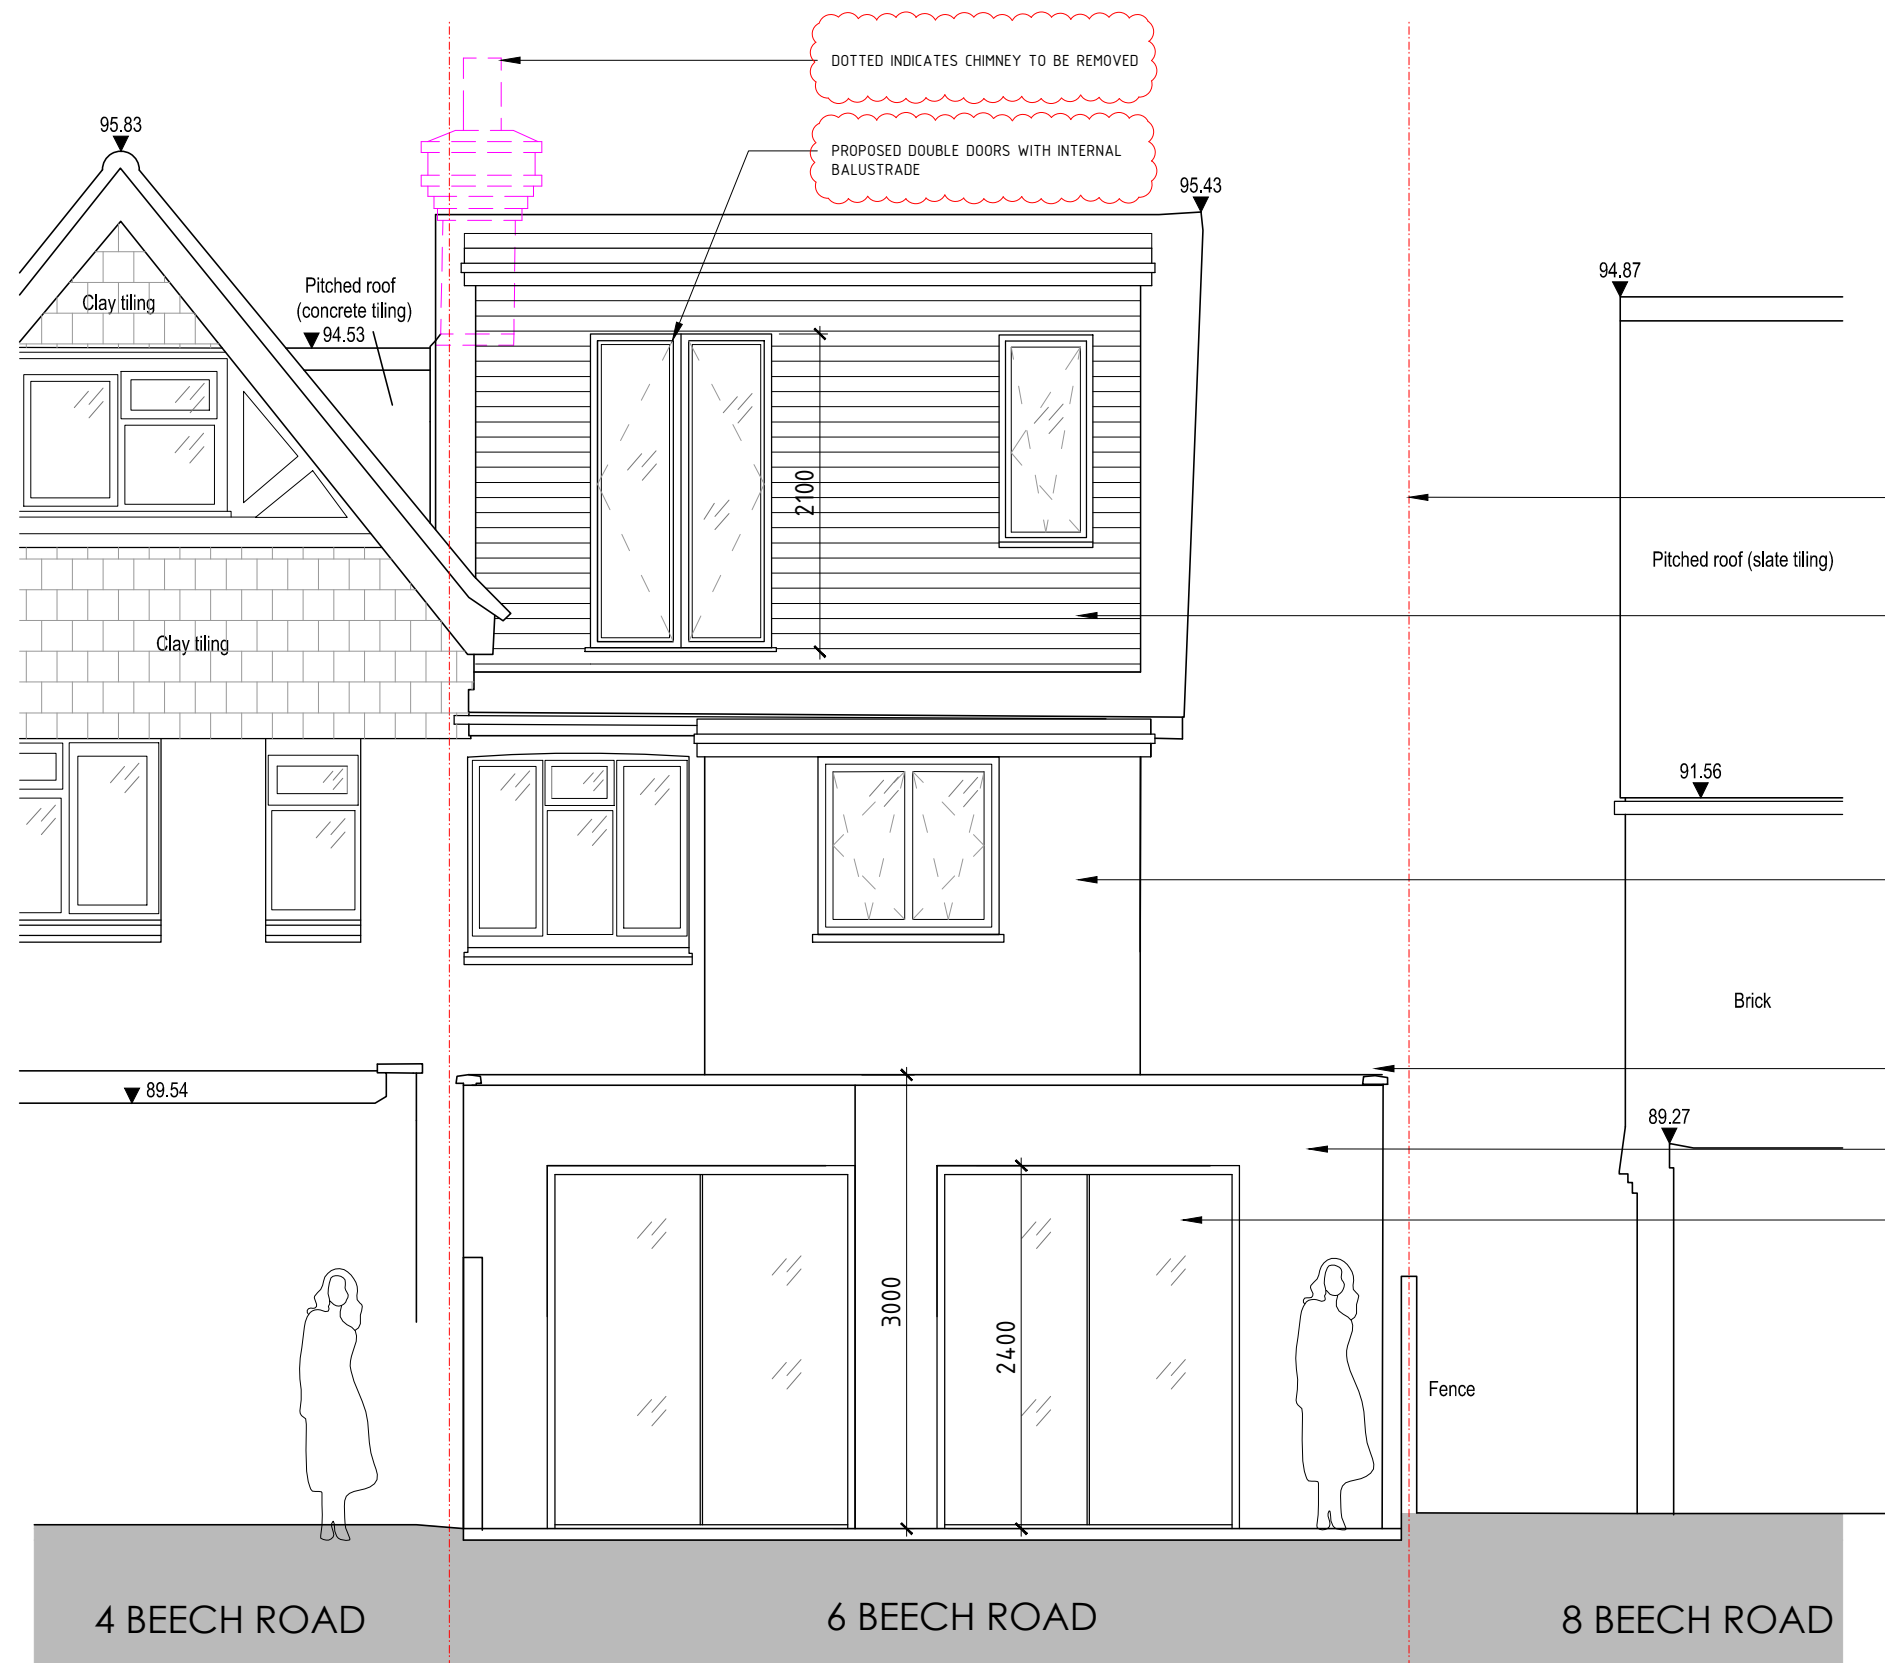 DOTTED INDICATES CHIMNEY TO BE REMOVED
PROPOSED DOUBLE DOORS WITH INTERNAL
BALUSTRADE
95.83
95.43
94.87
Pitched roof
(concrete tiling)
94.53
Clay tiling
2100
Pitched roof (slate tiling)
Clay tiling
91.56
Brick
89.54
89.27
3000
2400
Fence
4 BEECH ROAD
6 BEECH ROAD
8 BEECH ROAD